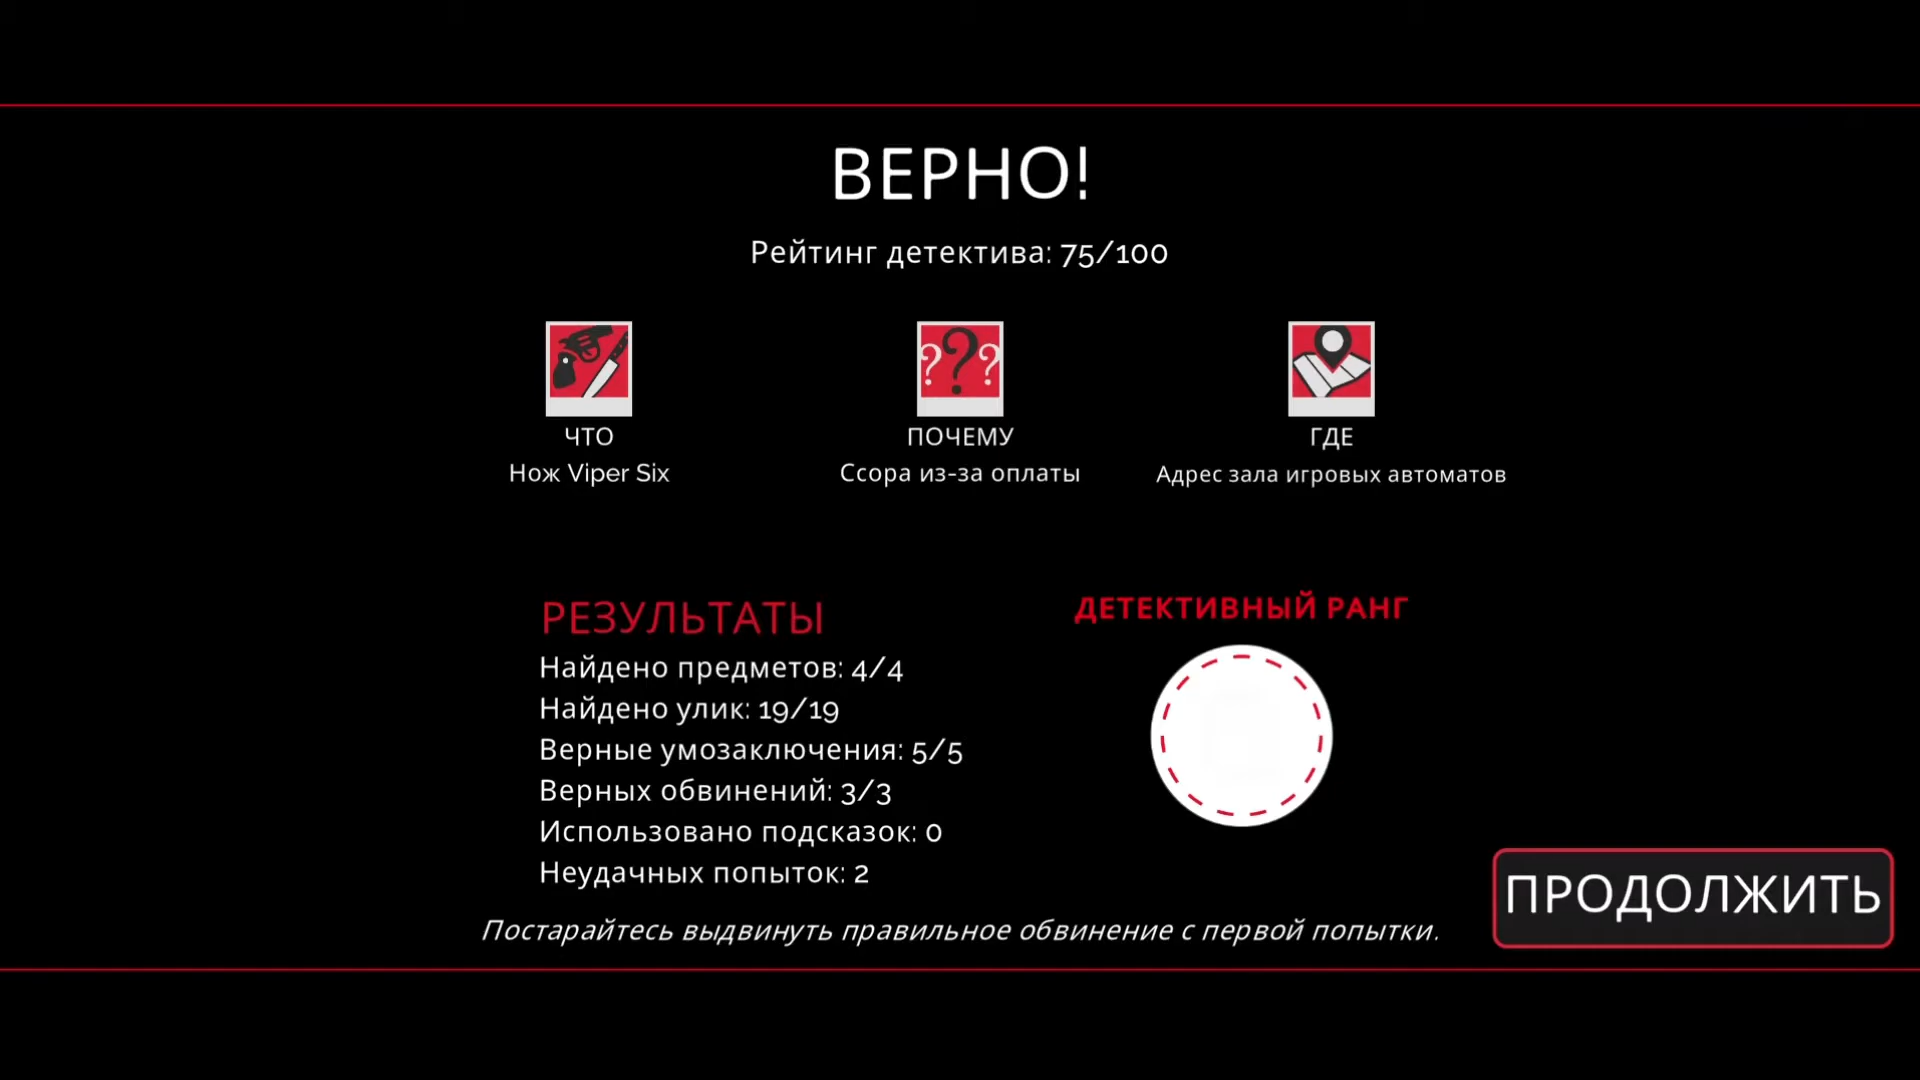 ВЕРНО!
Рейтинг детектива: 75/100
ЧТО
Нож Viper Six
ПОЧЕМУ
Ссора из-за оплаты
ГДЕ
Адрес зала игровых автоматов
РЕЗУЛЬТАТЫ
Найдено предметов: 4/4
Найдено улик: 19/19
Верные умозаключения: 5/5
Верных обвинений: 3/3
Использовано подсказок: 0
Неудачных попыток: 2
ДЕТЕКТИВНЫЙ РАНГ
Постарайтесь выдвинуть правильное обвинение с первой попытки.
ПРОДОЛЖИТЬ